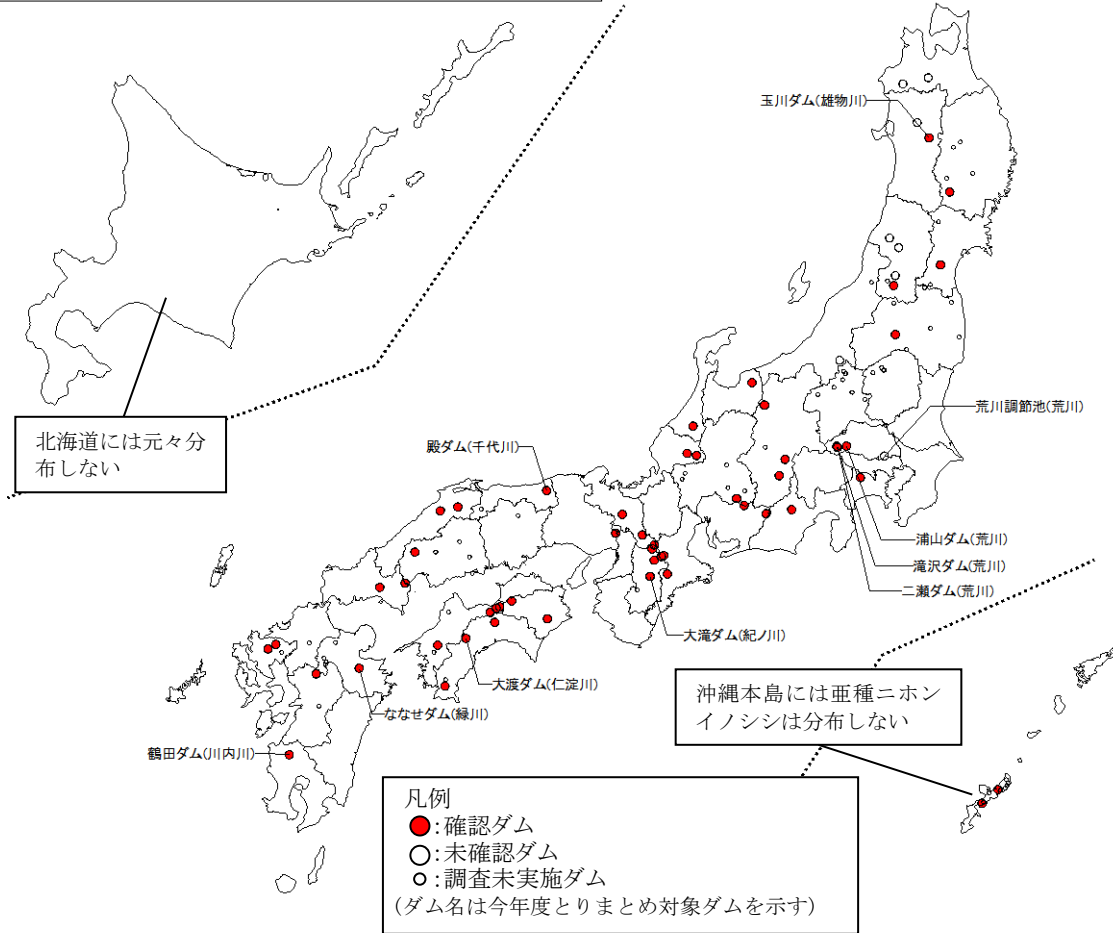 玉川ダム(雄物川)
荒川調節池(荒川)
北海道には元々分
布しない
殿ダム(千代川)
浦山ダム(荒川)
滝沢ダム(荒川)
二瀬ダム(荒川)
大滝ダム(紀ノ川)
大渡ダム(仁淀川)
ななせダム(緑川)
鶴田ダム(川内川)
沖縄本島には亜種ニホン
イノシシは分布しない
凡例
:確認ダム
:未確認ダム
:調査未実施ダム
(ダム名は今年度とりまとめ対象ダムを示す)